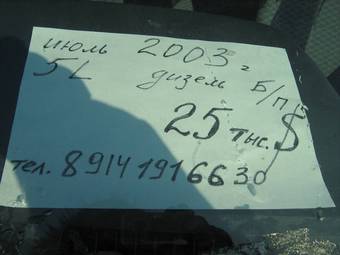 июль 2003 г
5L дизель Б/П
25 тыс. $
тел. 89141916630